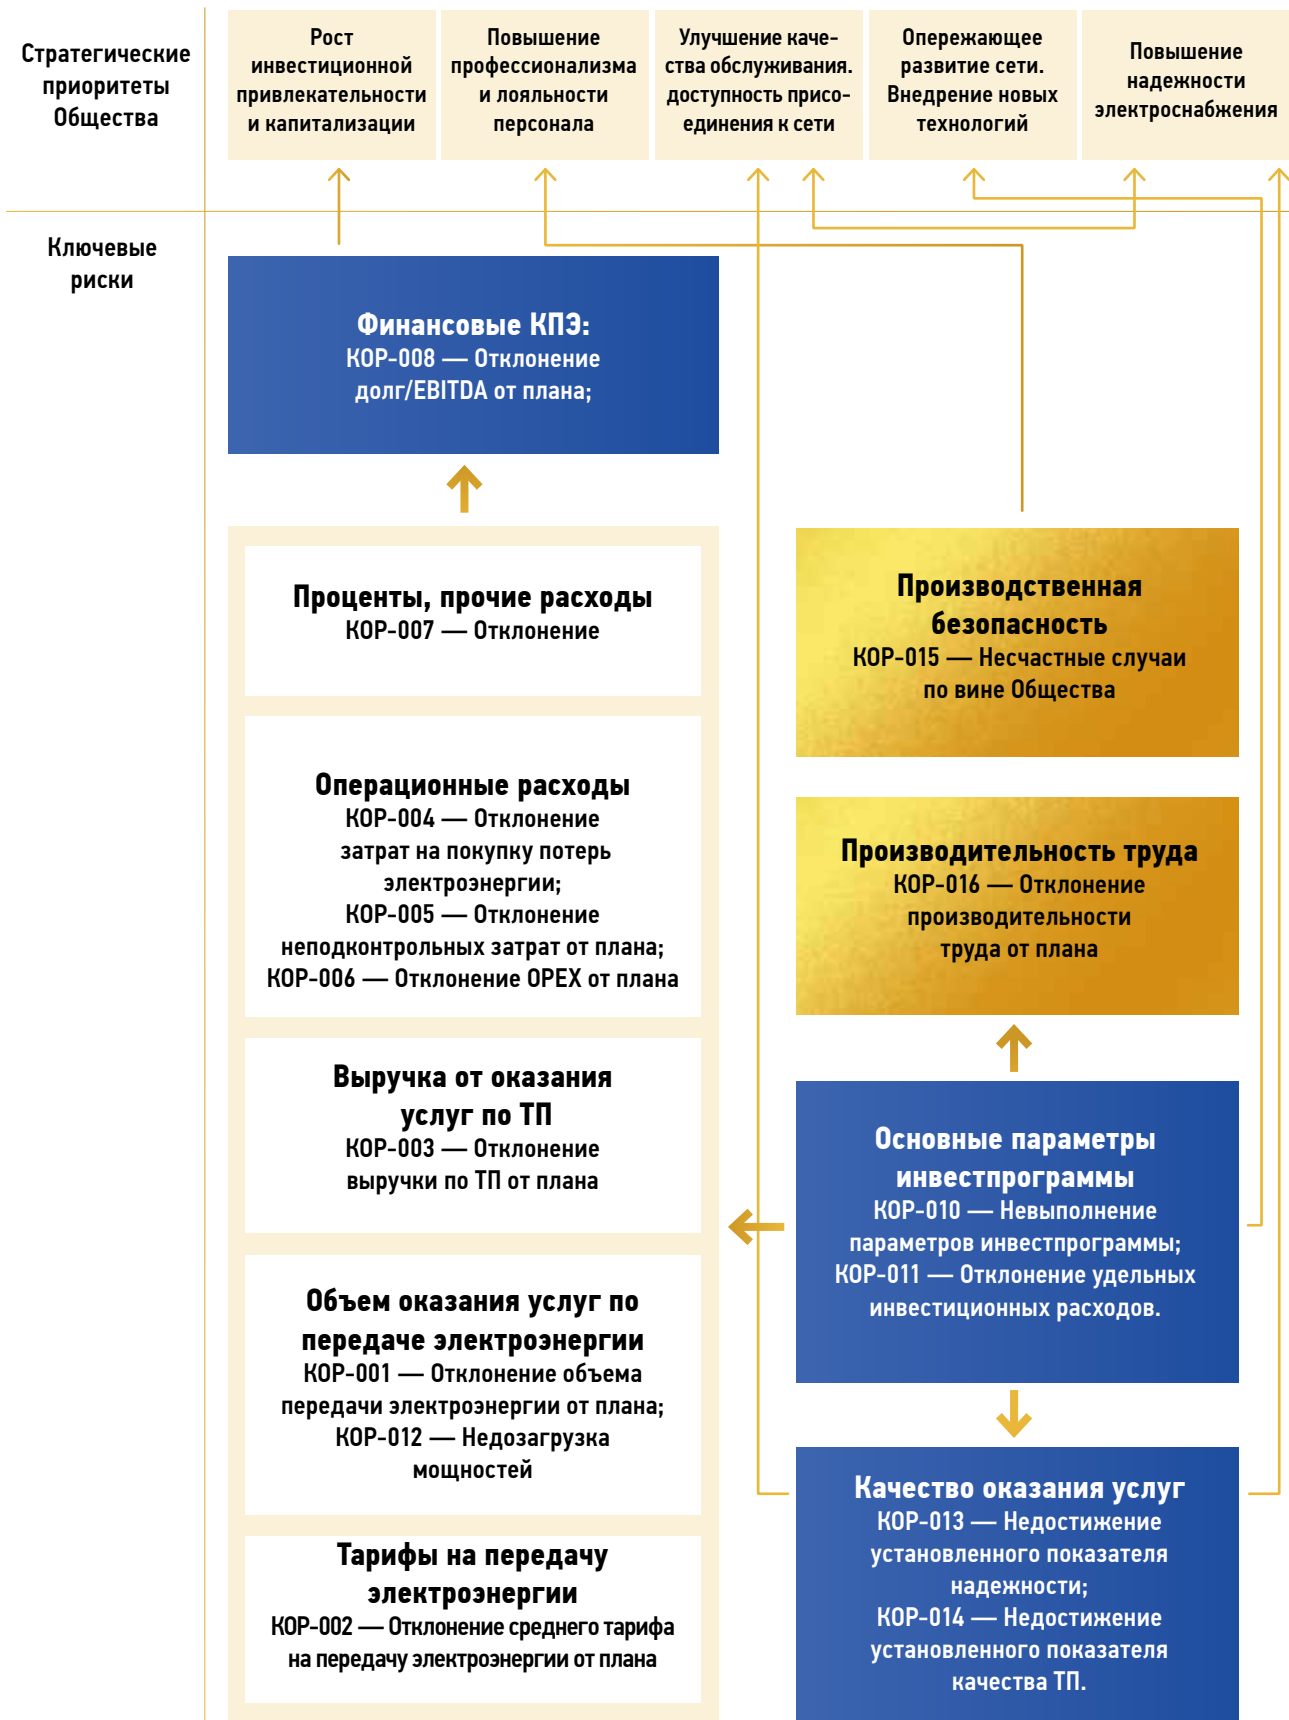 Стратегические
приоритеты
Общества
Рост
инвестиционной
привлекательности
и капитализации
Повышение
профессионализма
и лояльности
персонала
Улучшение каче-
ства обслуживания.
доступность присо-
единения к сети
Опережающее
развитие сети.
Внедрение новых
технологий
Повышение
надежности
электроснабжения
Ключевые
риски
Финансовые КПЭ:
КОР-008 — Отклонение
долг/EBITDA от плана;
Проценты, прочие расходы
КОР-007 — Отклонение
Операционные расходы
КОР-004 — Отклонение
затрат на покупку потерь
электроэнергии;
КОР-005 — Отклонение
неподконтрольных затрат от плана;
КОР-006 — Отклонение OPEX от плана
Выручка от оказания
услуг по ТП
КОР-003 — Отклонение
выручки по ТП от плана
Объем оказания услуг по
передаче электроэнергии
КОР-001 — Отклонение объема
передачи электроэнергии от плана;
КОР-012 — Недозагрузка
мощностей
Тарифы на передачу
электроэнергии
КОР-002 — Отклонение среднего тарифа
на передачу электроэнергии от плана
Производственная
безопасность
КОР-015 — Несчастные случаи
по вине Общества
Производительность труда
КОР-016 — Отклонение
производительности
труда от плана
Основные параметры
инвестпрограммы
КОР-010 — Невыполнение
параметров инвестпрограммы;
КОР-011 — Отклонение удельных
инвестиционных расходов.
Качество оказания услуг
КОР-013 — Недостижение
установленного показателя
надежности;
КОР-014 — Недостижение
установленного показателя
качества ТП.